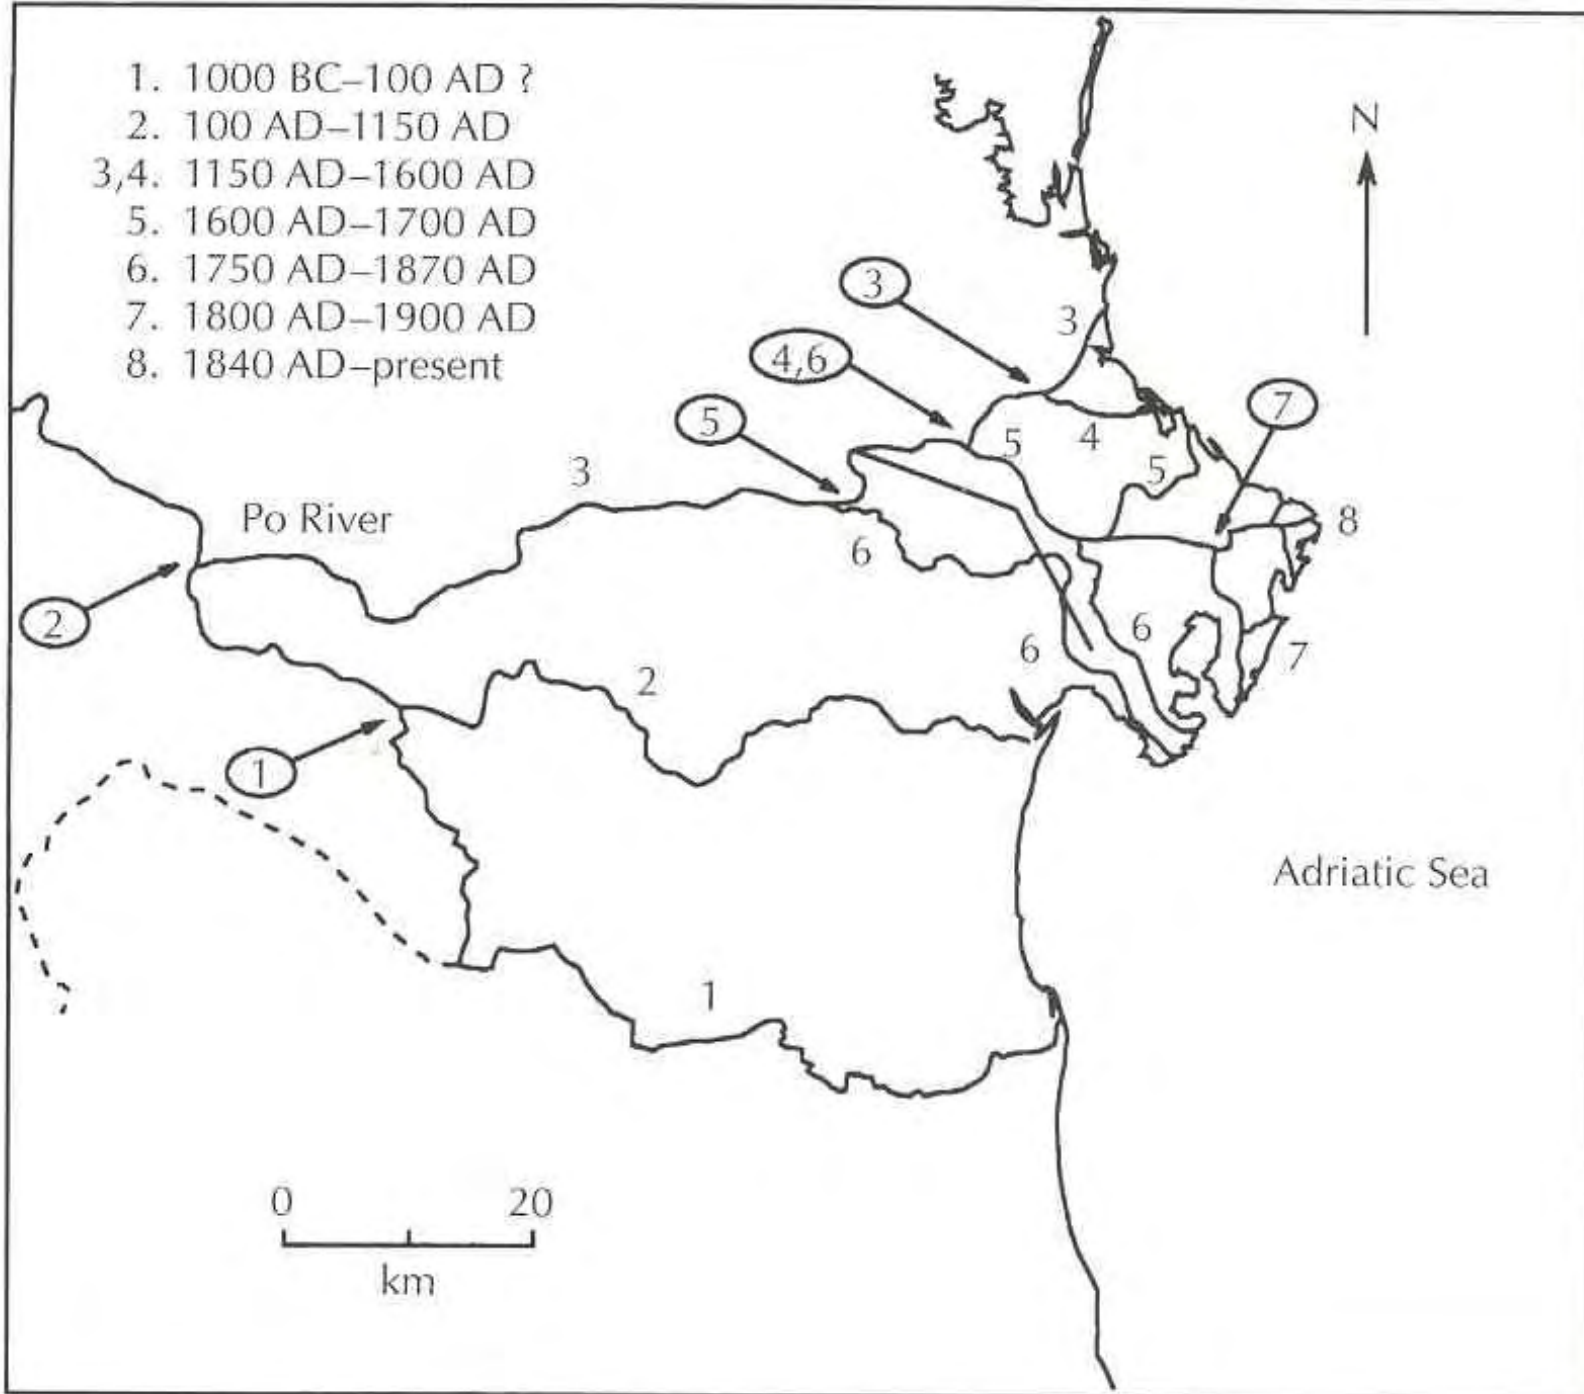 1. 1000 BC–100 AD ?
2. 100 AD–1150 AD
3,4. 1150 AD–1600 AD
5. 1600 AD–1700 AD
6. 1750 AD–1870 AD
7. 1800 AD–1900 AD
8. 1840 AD–present
N
3
3
4,6
7
5
5
4
5
3
8
Po River
6
2
6
6
7
2
1
Adriatic Sea
1
0 20
km